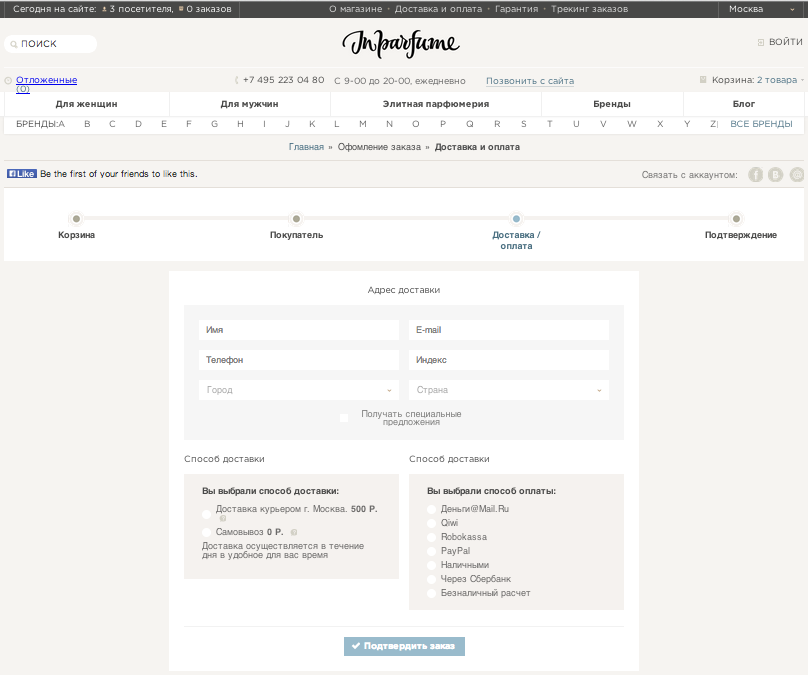 Сегодня на сайте: 3 посетителя, 0 заказов О магазине · Доставка и оплата · Гарантия · Трекинг заказов Москва
ПОИСК InParfume ВОЙТИ
Отложенные (0) +7 495 223 04 80 С 9-00 до 20-00, ежедневно Позвонить с сайта Корзина: 2 товара
Для женщин Для мужчин Элитная парфюмерия Бренды Блог
БРЕНДЫ:A B C D E F G H I J K L M N O P Q R S T U V W X Y Z ВСЕ БРЕНДЫ
Главная » Офомление заказа » Доставка и оплата
Like Be the first of your friends to like this. Связать с аккаунтом:
Корзина Покупатель Доставка / Подтверждение
оплата
Адрес доставки
Имя E-mail
Телефон Индекс
Город Страна
Получать специальные
предложения
Способ доставки Способ доставки
Вы выбрали способ доставки:
Доставка курьером г. Москва. 500 Р.
Самовывоз 0 Р.
Доставка осуществляется в течение
дня в удобное для вас время
Вы выбрали способ оплаты:
Деньги@Mail.Ru
Qiwi
Robokassa
PayPal
Наличными
Через Сбербанк
Безналичный расчет
Подтвердить заказ